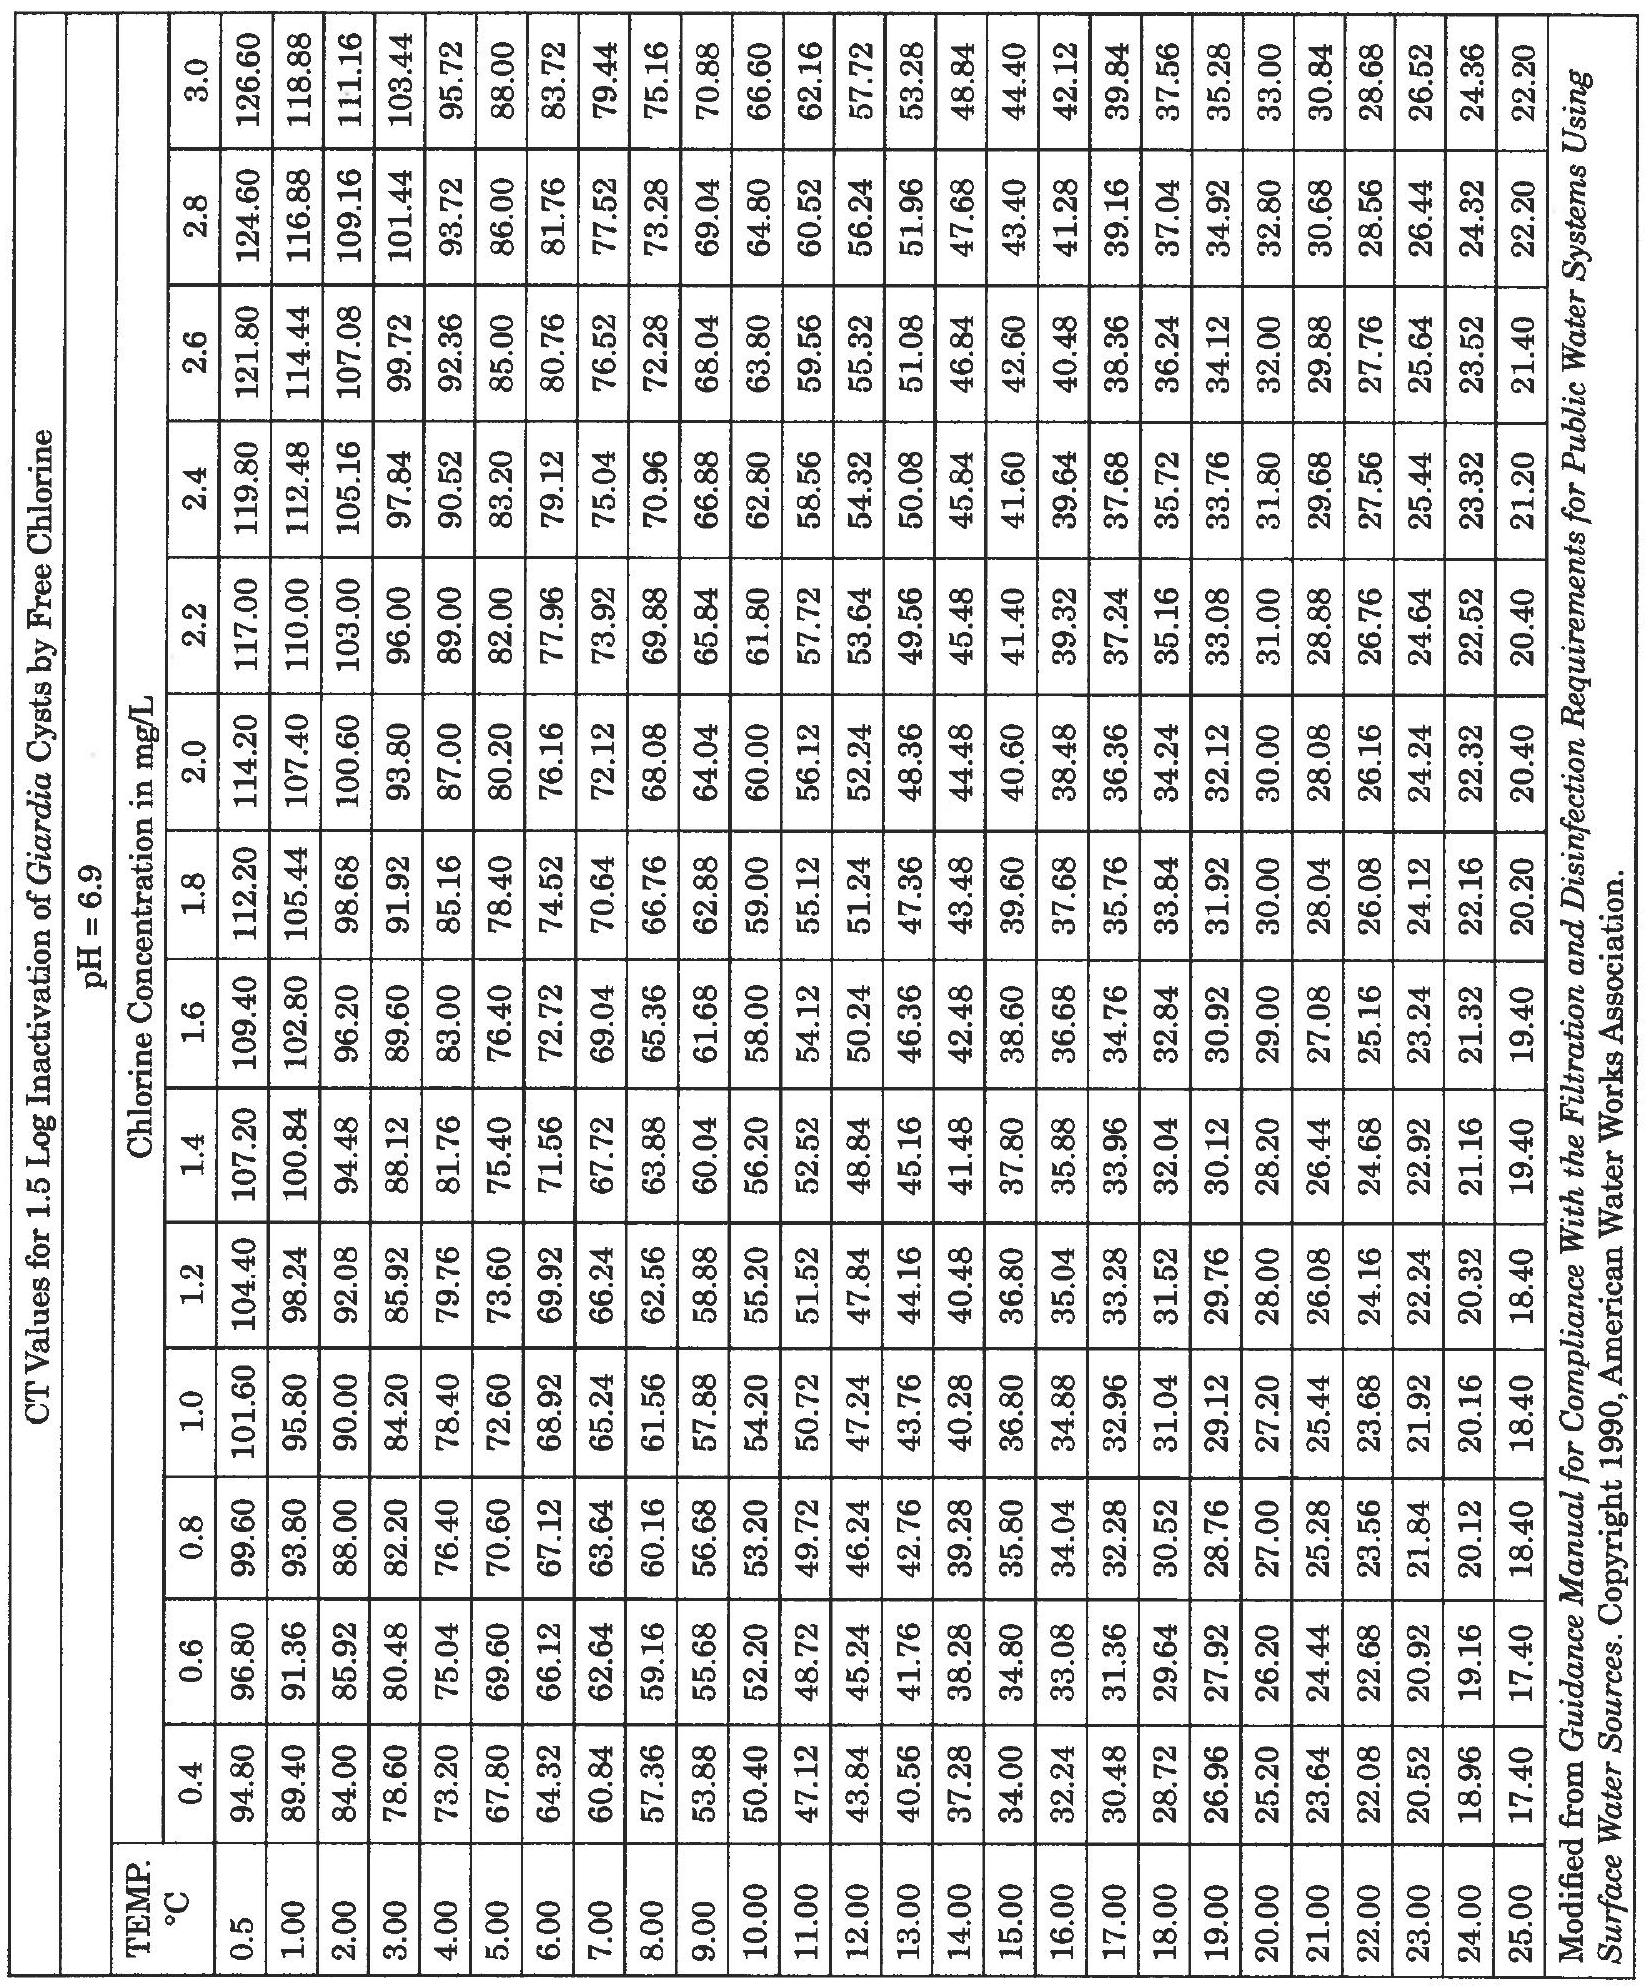 CT Values for 1.5 Log Inactivation of Giardia Cysts by Free Chlorine
pH = 6.9
TEMP. °C Chlorine Concentration in mg/L
0.4 0.6 0.8 1.0 1.2 1.4 1.6 1.8 2.0 2.2 2.4 2.6 2.8 3.0
0.5 94.80 96.80 99.60 101.60 104.40 107.20 109.40 112.20 114.20 117.00 119.80 121.80 124.60 126.60
1.00 89.40 91.36 93.80 95.80 98.24 100.84 102.80 105.44 107.40 110.00 112.48 114.44 116.88 118.88
2.00 84.00 85.92 88.00 90.00 92.08 94.48 96.20 98.68 100.60 103.00 105.16 107.08 109.16 111.16
3.00 78.60 80.48 82.20 84.20 85.92 88.12 89.60 91.92 93.80 96.00 97.84 99.72 101.44 103.44
4.00 73.20 75.04 76.40 78.40 79.76 81.76 83.00 85.16 87.00 89.00 90.52 92.36 93.72 95.72
5.00 67.80 69.60 70.60 72.60 73.60 75.40 76.40 78.40 80.20 82.00 83.20 85.00 86.00 88.00
6.00 64.32 66.12 67.12 68.92 69.92 71.56 72.72 74.52 76.16 77.96 79.12 80.76 81.76 83.72
7.00 60.84 62.64 63.64 65.24 66.24 67.72 69.04 70.64 72.12 73.92 75.04 76.52 77.52 79.44
8.00 57.36 59.16 60.16 61.56 62.56 63.88 65.36 66.76 68.08 69.88 70.96 72.28 73.28 75.16
9.00 53.88 55.68 56.68 57.88 58.88 60.04 61.68 62.88 64.04 65.84 66.88 68.04 69.04 70.88
10.00 50.40 52.20 53.20 54.20 55.20 56.20 58.00 59.00 60.00 61.80 62.80 63.80 64.80 66.60
11.00 47.12 48.72 49.72 50.72 51.52 52.52 54.12 55.12 56.12 57.72 58.56 59.56 60.52 62.16
12.00 43.84 45.24 46.24 47.24 47.84 48.84 50.24 51.24 52.24 53.64 54.32 55.32 56.24 57.72
13.00 40.56 41.76 42.76 43.76 44.16 45.16 46.36 47.36 48.36 49.56 50.08 51.08 51.96 53.28
14.00 37.28 38.28 39.28 40.28 40.48 41.48 42.48 43.48 44.48 45.48 45.84 46.84 47.68 48.84
15.00 34.00 34.80 35.80 36.80 36.80 37.80 38.60 39.60 40.60 41.40 41.60 42.60 43.40 44.40
16.00 32.24 33.08 34.04 34.88 35.04 35.88 36.68 37.68 38.48 39.32 39.64 40.48 41.28 42.12
17.00 30.48 31.36 32.28 32.96 33.28 33.96 34.76 35.76 36.36 37.24 37.68 38.36 39.16 39.84
18.00 28.72 29.64 30.52 31.04 31.52 32.04 32.84 33.84 34.24 35.16 35.72 36.24 37.04 37.56
19.00 26.96 27.92 28.76 29.12 29.76 30.12 30.92 31.92 32.12 33.08 33.76 34.12 34.92 35.28
20.00 25.20 26.20 27.00 27.20 28.00 28.20 29.00 30.00 30.00 31.00 31.80 32.00 32.80 33.00
21.00 23.64 24.44 25.28 25.44 26.08 26.44 27.08 28.04 28.08 28.88 29.68 29.88 30.68 30.84
22.00 22.08 22.68 23.56 23.68 24.16 24.68 25.16 26.08 26.16 26.76 27.56 27.76 28.56 28.68
23.00 20.52 20.92 21.84 21.92 22.24 22.92 23.24 24.12 24.24 24.64 25.44 25.64 26.44 26.52
24.00 18.96 19.16 20.12 20.16 20.32 21.16 21.32 22.16 22.32 22.52 23.32 23.52 24.32 24.36
25.00 17.40 17.40 18.40 18.40 18.40 19.40 19.40 20.20 20.40 20.40 21.20 21.40 22.20 22.20
Modified from Guidance Manual for Compliance With the Filtration and Disinfection Requirements for Public Water Systems Using
Surface Water Sources. Copyright 1990, American Water Works Association.